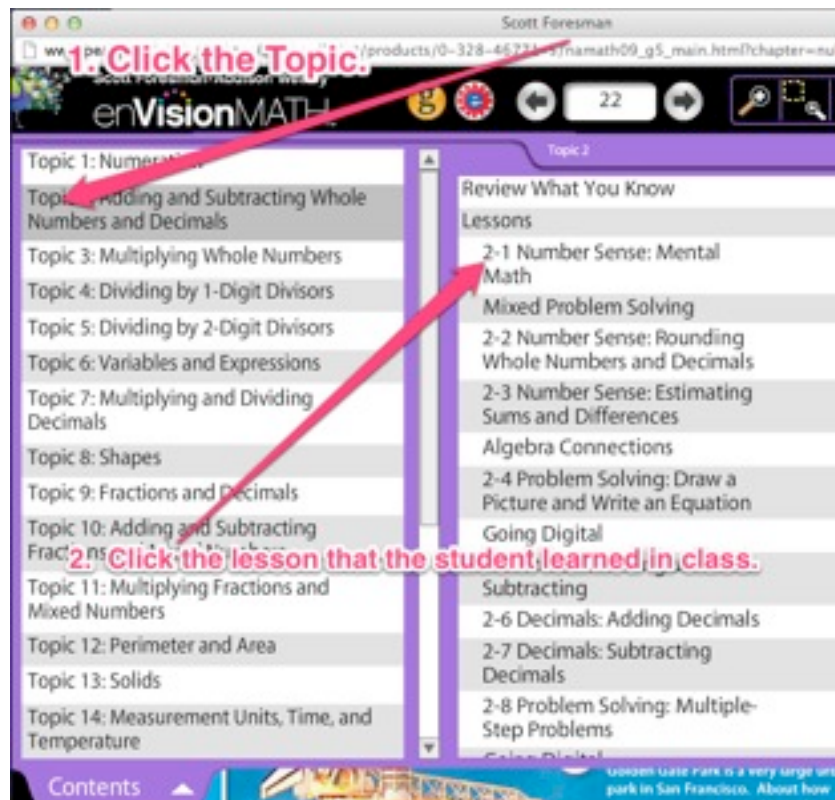 Scott Foresman
1. Click the Topic.
Scott Foresman-Addison Wesley
enVisionMATH
22
Topic 1: Numeration
Topic Adding and Subtracting Whole
Numbers and Decimals
Topic 3: Multiplying Whole Numbers
Topic 4: Dividing by 1-Digit Divisors
Topic 5: Dividing by 2-Digit Divisors
Topic 6: Variables and Expressions
Topic 7: Multiplying and Dividing
Decimals
Topic 8: Shapes
Topic 9: Fractions and Decimals
Topic 10: Adding and Subtracting
2. Click the lesson that the student learned in class.
Topic 11: Multiplying Fractions and
Mixed Numbers
Topic 12: Perimeter and Area
Topic 13: Solids
Topic 14: Measurement Units, Time, and
Temperature
Contents
Topic 2
Review What You Know
Lessons
2-1 Number Sense: Mental
Math
Mixed Problem Solving
2-2 Number Sense: Rounding
Whole Numbers and Decimals
2-3 Number Sense: Estimating
Sums and Differences
Algebra Connections
2-4 Problem Solving: Draw a
Picture and Write an Equation
Going Digital
Subtracting
2-6 Decimals: Adding Decimals
2-7 Decimals: Subtracting
Decimals
2-8 Problem Solving: Multiple-
Step Problems
Going Digital
Golden Gate Park is a very large
park in San Francisco. About how